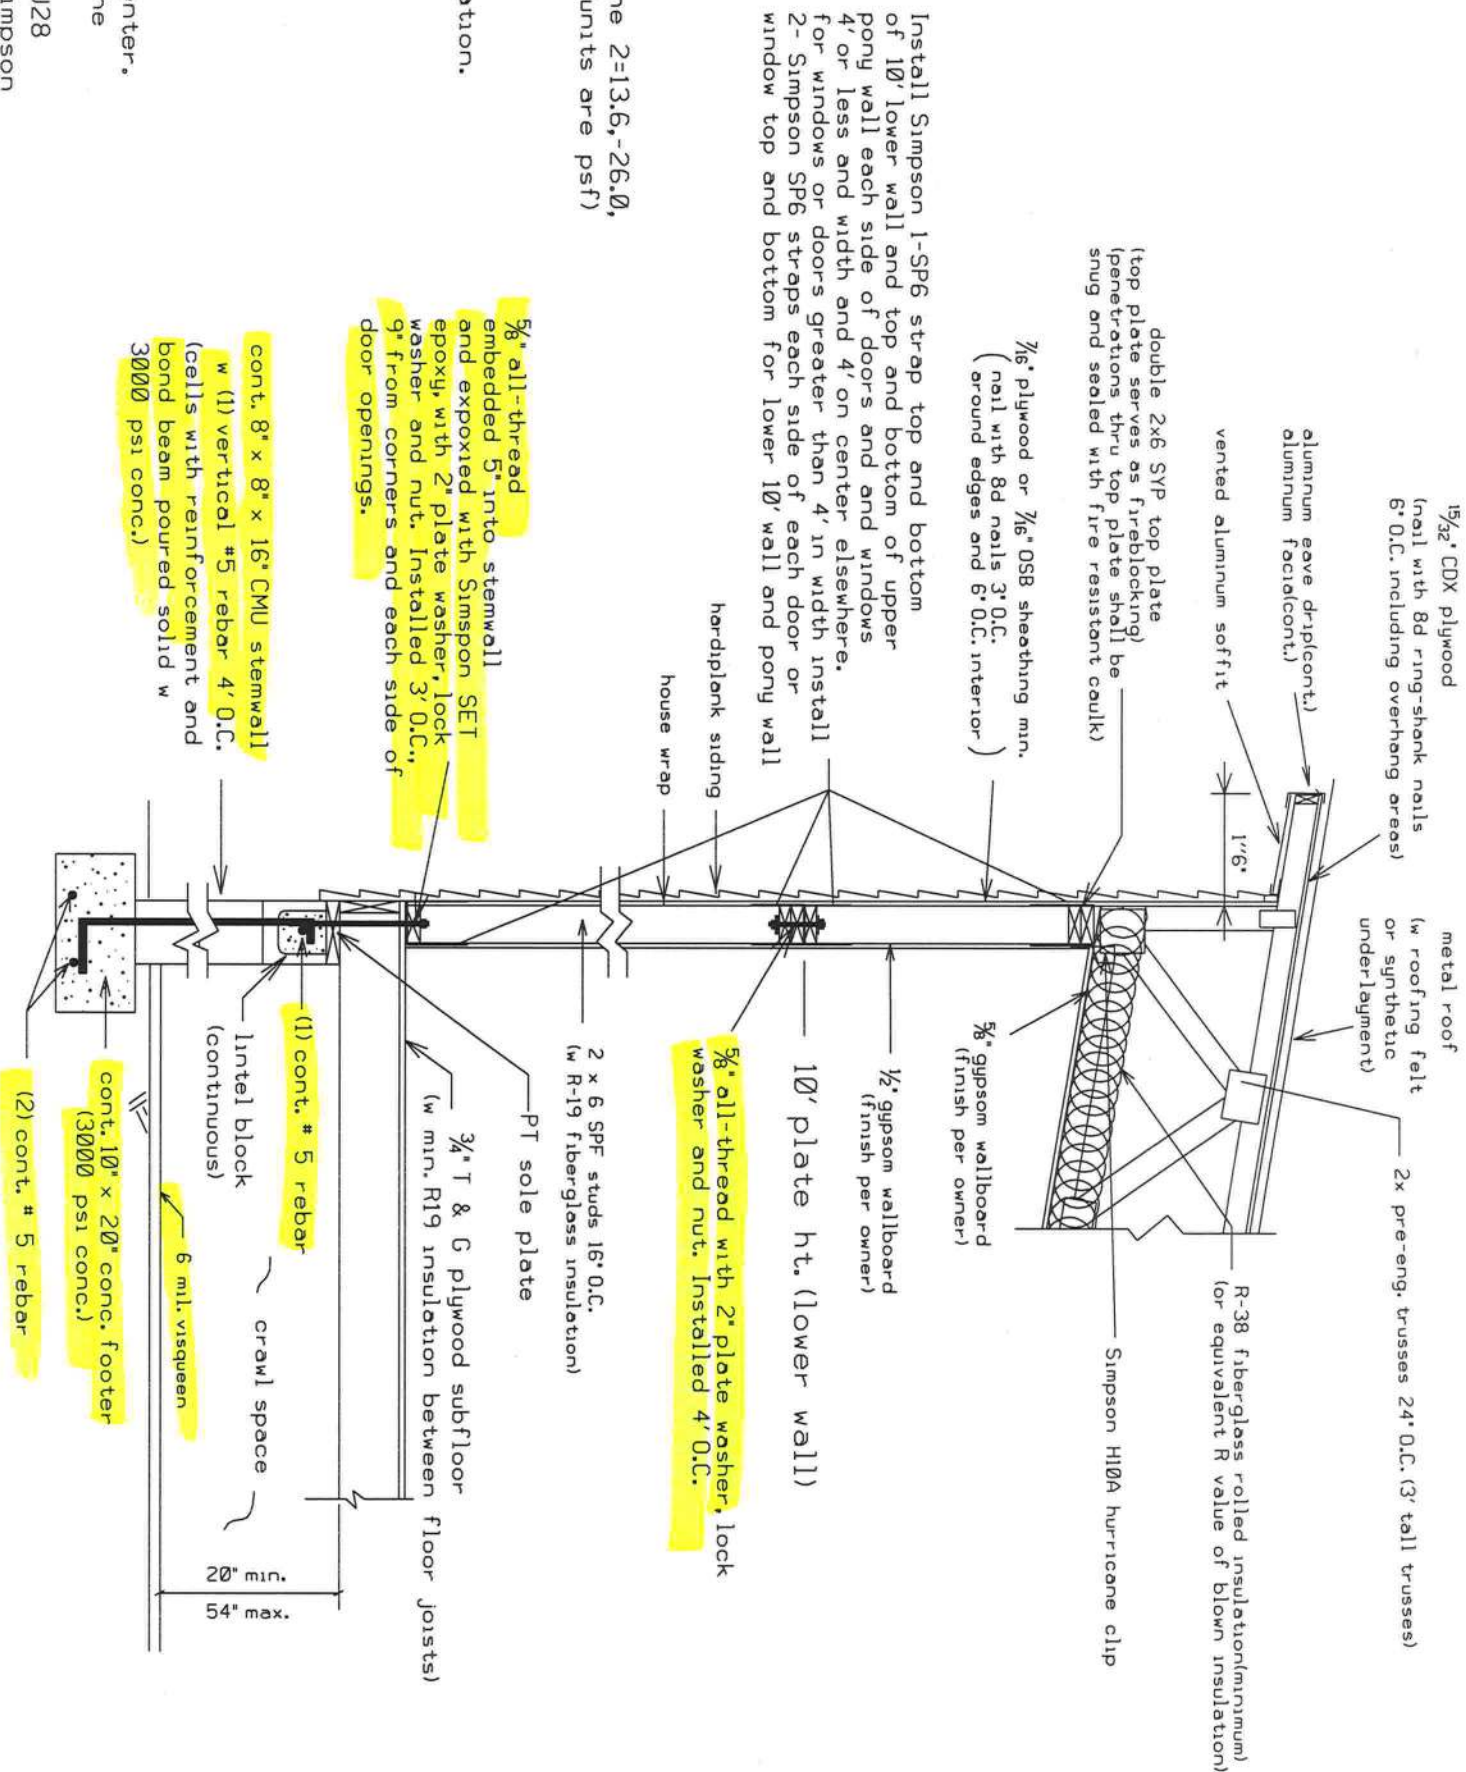 15/32" CDX plywood
(nail with 8d ring-shank nails
6" O.C. including overhang areas)
aluminum eave drip(cont.)
aluminum facia(cont.)
vented aluminum soffit
1'6"
metal roof
(w roofing felt
or synthetic
underlayment)
2x pre-eng. trusses 24" O.C. (3' tall trusses)
R-38 fiberglass rolled insulation(minimum)
(or equivalent R value of blown insulation)
Simpson H10A hurricane clip
double 2x6 SYP top plate
(top plate serves as fireblocking)
(penetrations thru top plate shall be
snug and sealed with fire resistant caulk)
7/16" plywood or 7/16" OSB sheathing min.
(nail with 8d nails 3" O.C.
around edges and 6" O.C. interior)
5/8" gypsom wallboard
(finish per owner)
1/2" gypsom wallboard
(finish per owner)
Install Simpson 1-SP6 strap top and bottom
of 10' lower wall and top and bottom of upper
pony wall each side of doors and and windows
4' or less and width and 4' on center elsewhere.
for windows or doors greater than 4' in width install
2- Simpson SP6 straps each side of each door or
window top and bottom for lower 10' wall and pony wall
10' plate ht. (lower wall)
hardiplank siding
house wrap
5/8" all-thread with 2" plate washer, lock
washer and nut. Installed 4' O.C.
ne 2=13.6,-26.0,
units are psf)
2 x 6 SPF studs 16" O.C.
(w R-19 fiberglass insulation)
PT sole plate
5/8" all-thread
embedded 5" into stemwall
and expoxied with Simspon SET
epoxy, with 2" plate washer, lock
washer and nut. Installed 3' O.C.,
9" from corners and each side of
door openings.
3/4" T & G plywood subfloor
(w min. R19 insulation between floor joists)
ation.
(1) cont. # 5 rebar
lintel block
(continuous)
crawl space
20" min.
54" max.
cont. 8" x 8" x 16" CMU stemwall
w (1) vertical #5 rebar 4' O.C.
(cells with reinforcement and
bond beam poured solid w
3000 psi conc.)
6 mil. visqueen
cont. 10" x 20" conc. footer
(3000 psi conc.)
(2) cont. # 5 rebar
enter.
ne
J28
impson